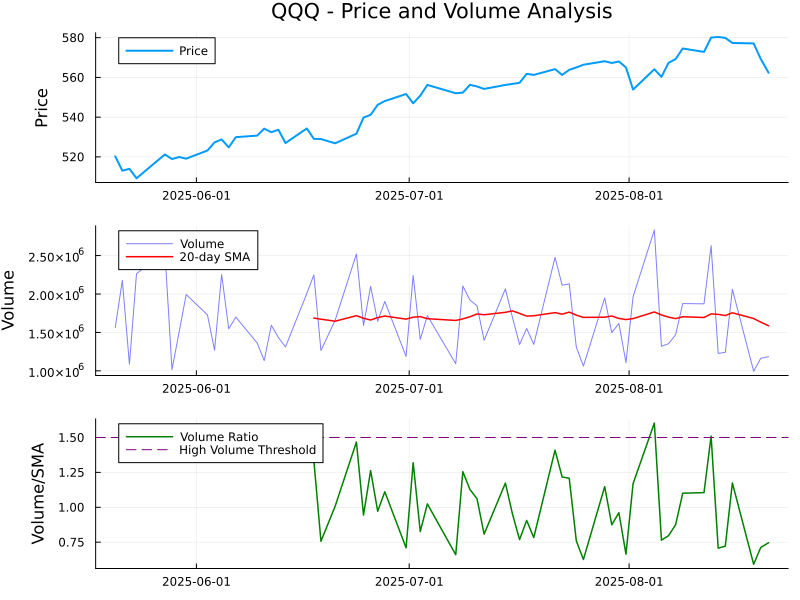 QQQ - Price and Volume Analysis
Price
580
560
540
520
Price
2025-06-01
2025-07-01
2025-08-01
Volume
20-day SMA
2.50×10⁶
2.00×10⁶
1.50×10⁶
1.00×10⁶
Volume
2025-06-01
2025-07-01
2025-08-01
Volume Ratio
High Volume Threshold
1.50
1.25
1.00
0.75
Volume/SMA
2025-06-01
2025-07-01
2025-08-01